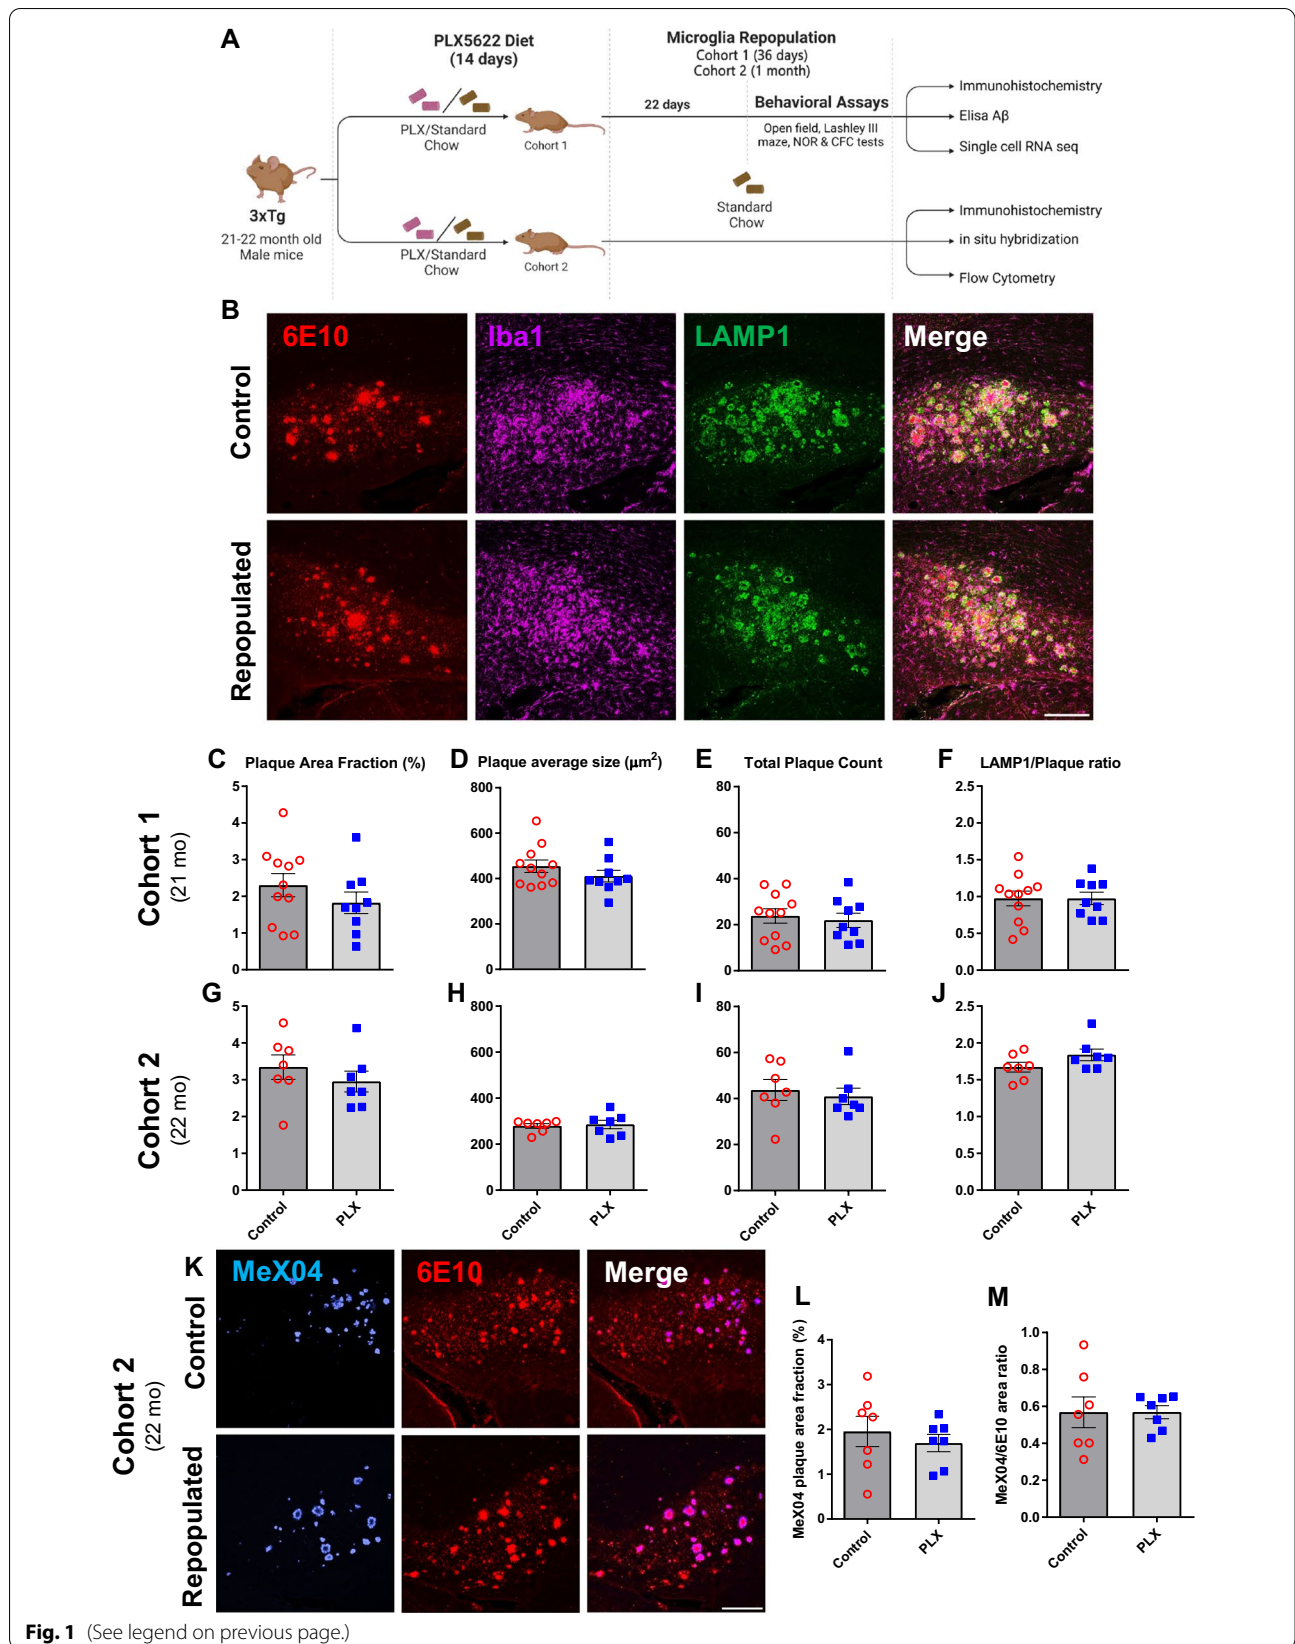 A
PLX5622 Diet
(14 days)
Microglia Repopulation
Cohort 1 (36 days)
Cohort 2 (1 month)
PLX/Standard
Chow
Cohort 1
22 days
Behavioral Assays
Open field, Lashley III
maze, NOR & CFC tests
Immunohistochemistry
Elisa Aβ
Single cell RNA seq
3xTg
21-22 month old
Male mice
Standard
Chow
PLX/Standard
Chow
Cohort 2
Immunohistochemistry
in situ hybridization
Flow Cytometry
B
6E10
Iba1
LAMP1
Merge
Control
Repopulated
Cohort 1
(21 mo)
C
Plaque Area Fraction (%)
5
4
3
2
1
0
D
Plaque average size (μm²)
800
600
400
200
0
E
Total Plaque Count
80
60
40
20
0
F
LAMP1/Plaque ratio
2.5
2.0
1.5
1.0
0.5
0.0
Cohort 2
(22 mo)
G
5
4
3
2
1
0
Control
PLX
H
800
600
400
200
0
Control
PLX
I
80
60
40
20
0
Control
PLX
J
2.5
2.0
1.5
1.0
0.5
0.0
Control
PLX
Cohort 2
(22 mo)
K
MeX04
6E10
Merge
Control
Repopulated
L
MeX04 plaque area fraction (%)
4
3
2
1
0
Control
PLX
M
MeX04/6E10 area ratio
1.0
0.8
0.6
0.4
0.2
0.0
Control
PLX
Fig. 1 (See legend on previous page.)